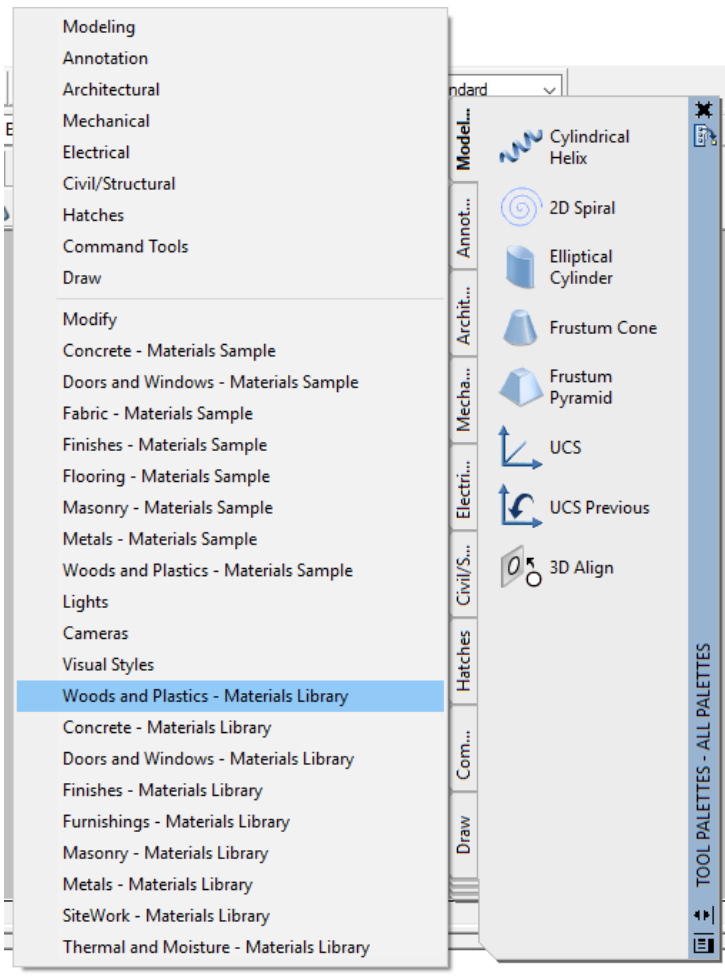 Modeling
Annotation
Architectural
Mechanical
Electrical
Civil/Structural
Hatches
Command Tools
Draw
Modify
Concrete - Materials Sample
Doors and Windows - Materials Sample
Fabric - Materials Sample
Finishes - Materials Sample
Flooring - Materials Sample
Masonry - Materials Sample
Metals - Materials Sample
Woods and Plastics - Materials Sample
Lights
Cameras
Visual Styles
Woods and Plastics - Materials Library
Concrete - Materials Library
Doors and Windows - Materials Library
Finishes - Materials Library
Furnishings - Materials Library
Masonry - Materials Library
Metals - Materials Library
SiteWork - Materials Library
Thermal and Moisture - Materials Library
ndard
Model...
Annot...
Archit...
Mecha...
Electri...
Civil/S...
Hatches
Com...
Draw
Cylindrical
Helix
2D Spiral
Elliptical
Cylinder
Frustum Cone
Frustum
Pyramid
UCS
UCS Previous
3D Align
TOOL PALETTES - ALL PALETTES